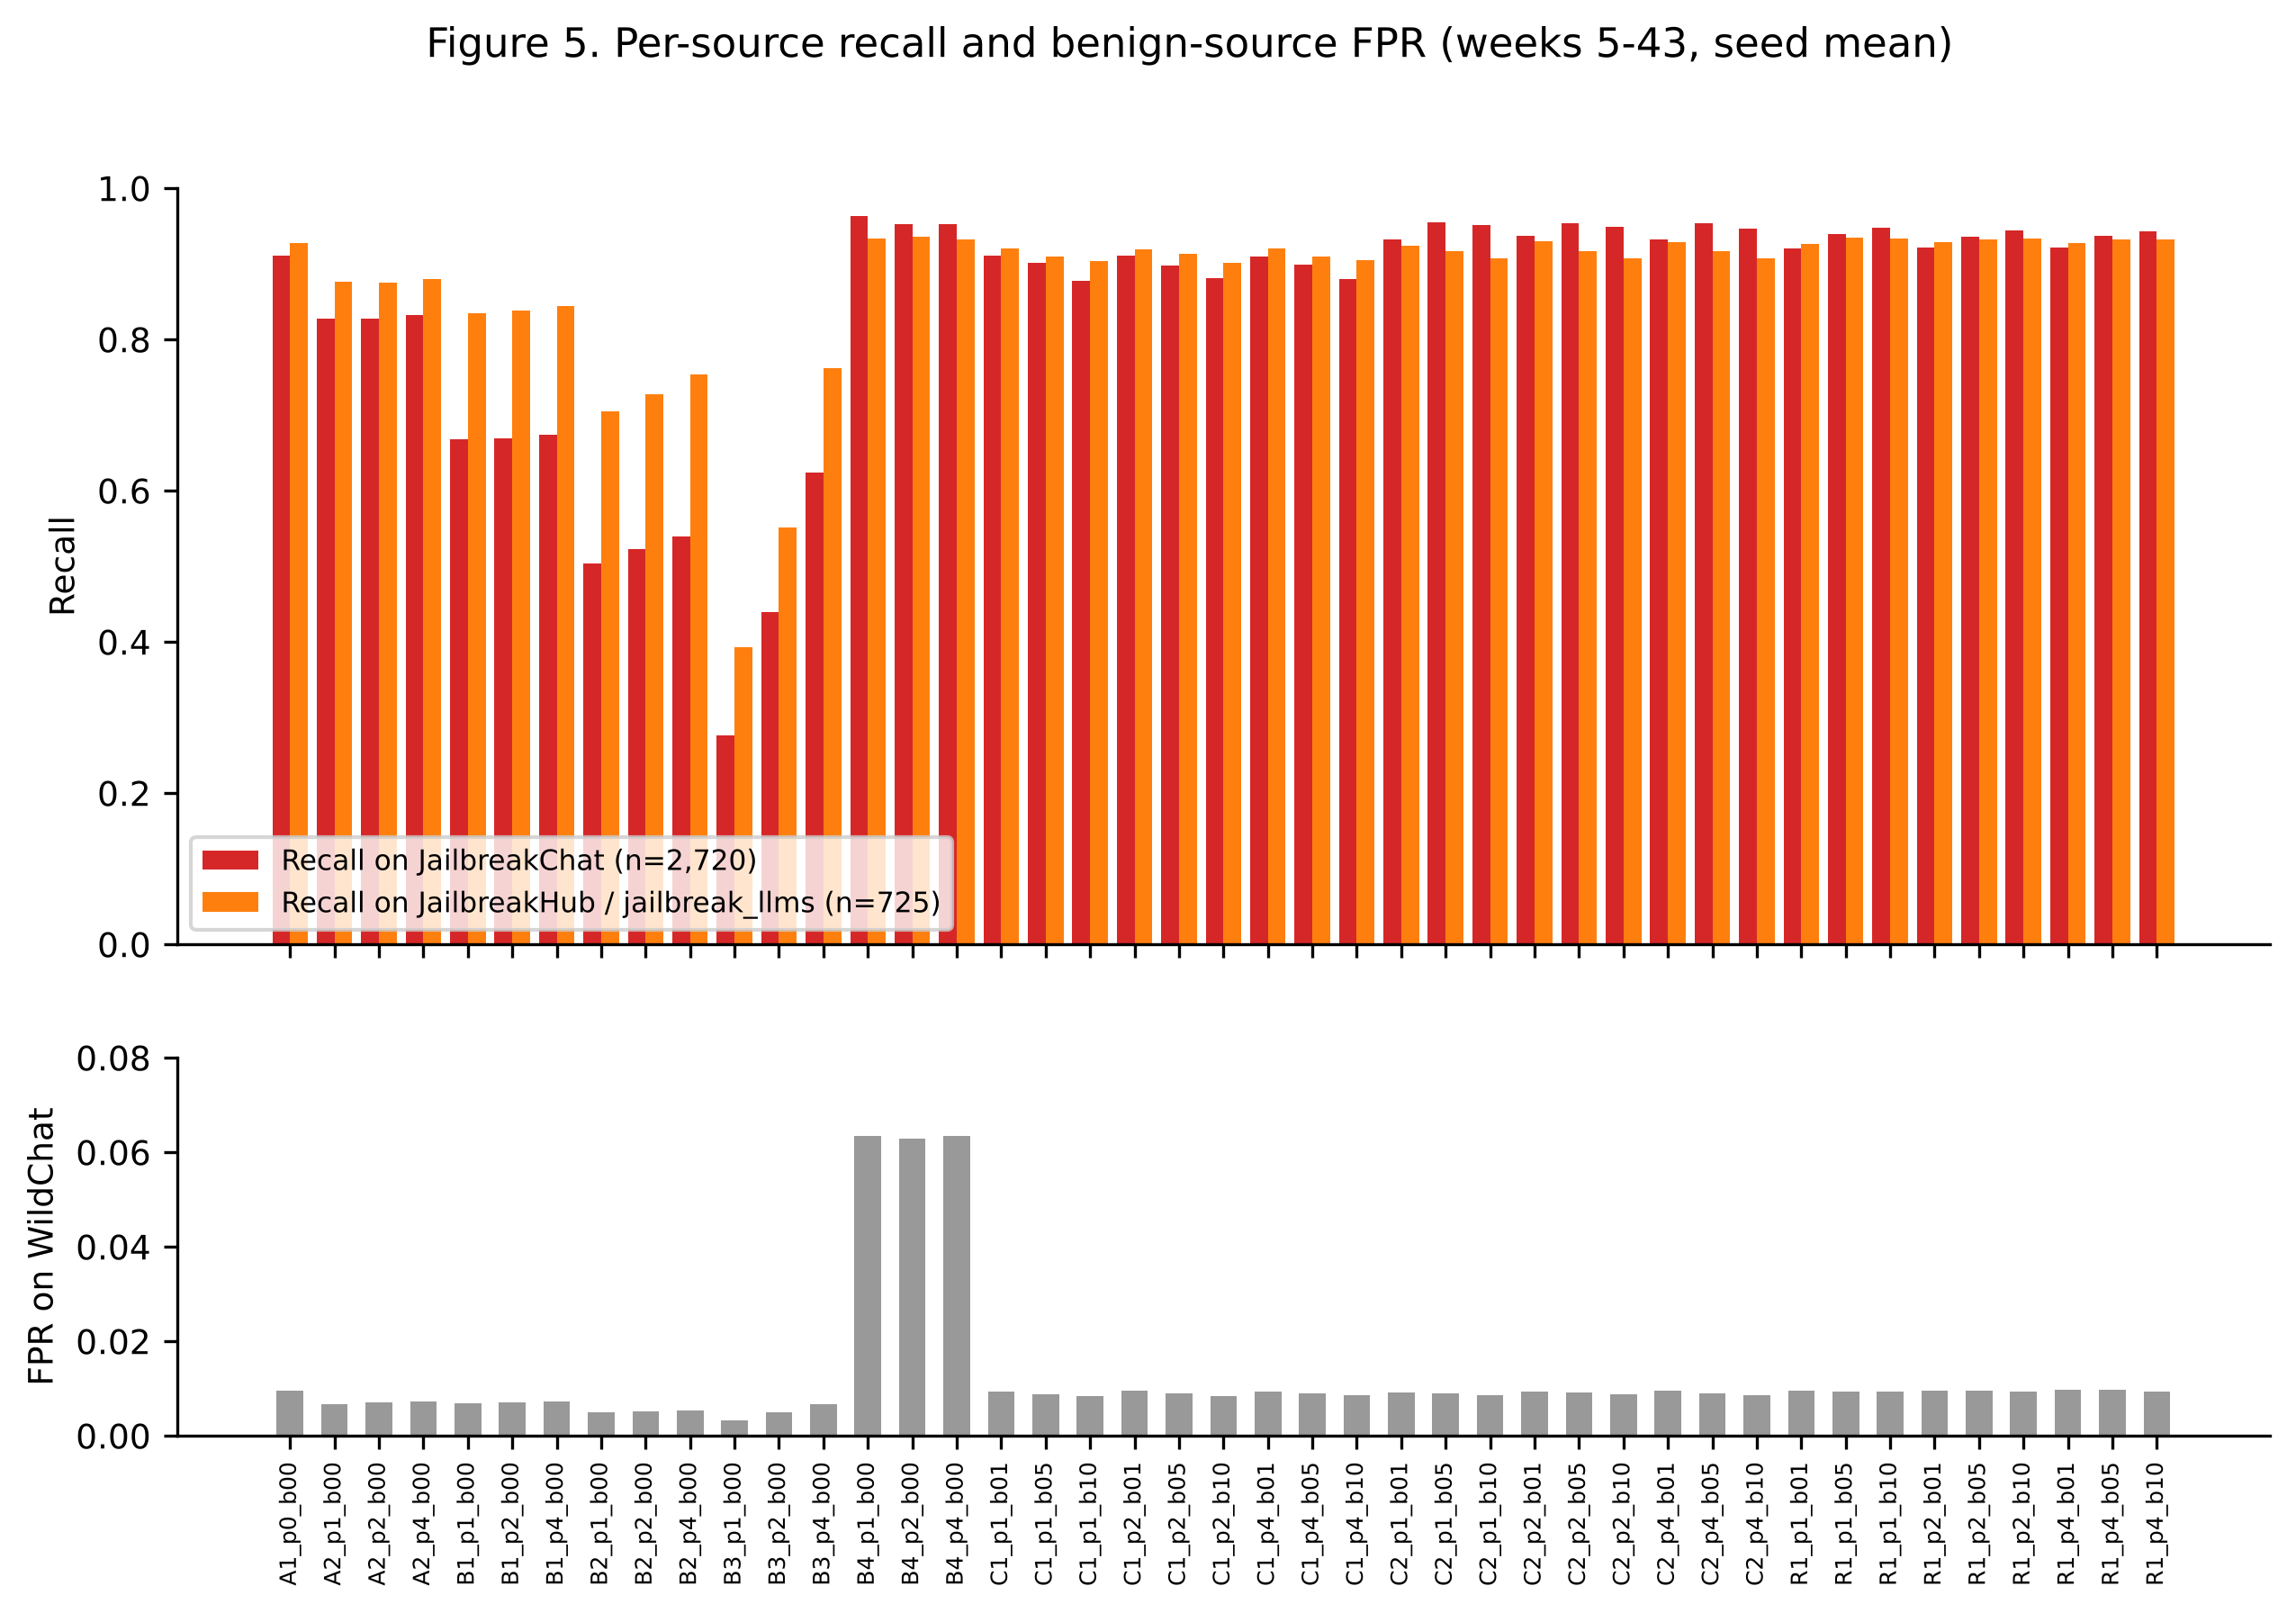 Figure 5. Per-source recall and benign-source FPR (weeks 5-43, seed mean)
1.0
0.8
0.6
0.4
0.2
0.0
Recall
Recall on JailbreakChat (n=2,720)
Recall on JailbreakHub / jailbreak_llms (n=725)
0.08
0.06
0.04
0.02
0.00
FPR on WildChat
A1_p0_b00
A2_p1_b00
A2_p2_b00
A2_p4_b00
B1_p1_b00
B1_p2_b00
B1_p4_b00
B2_p1_b00
B2_p2_b00
B2_p4_b00
B3_p1_b00
B3_p2_b00
B3_p4_b00
B4_p1_b00
B4_p2_b00
B4_p4_b00
C1_p1_b01
C1_p1_b05
C1_p1_b10
C1_p2_b01
C1_p2_b05
C1_p2_b10
C1_p4_b01
C1_p4_b05
C1_p4_b10
C2_p1_b01
C2_p1_b05
C2_p1_b10
C2_p2_b01
C2_p2_b05
C2_p2_b10
C2_p4_b01
C2_p4_b05
C2_p4_b10
R1_p1_b01
R1_p1_b05
R1_p1_b10
R1_p2_b01
R1_p2_b05
R1_p2_b10
R1_p4_b01
R1_p4_b05
R1_p4_b10